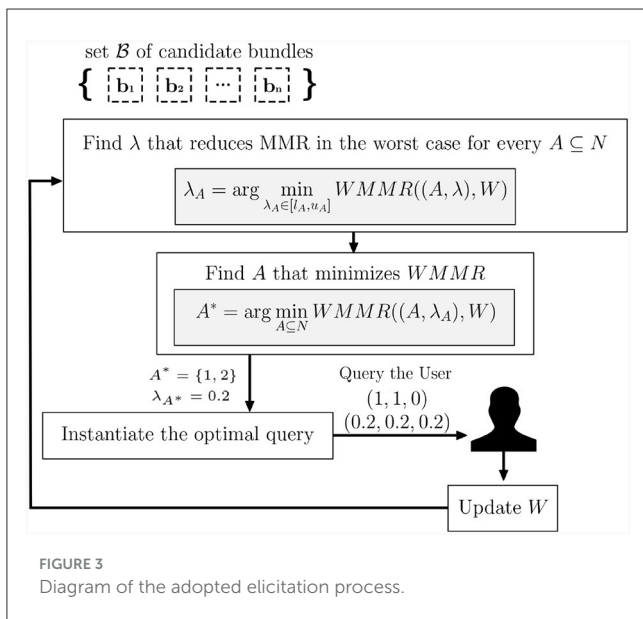 set ℬ of candidate bundles
{ b₁ b₂ ... bₙ }
Find λ that reduces MMR in the worst case for every A ⊆ N
λ_A = arg min_{λ_A∈[l_A,u_A]} WMMR((A, λ), W)
Find A that minimizes WMMR
A* = arg min_{A⊆N} WMMR((A, λ_A), W)
A* = {1, 2}
λ_{A*} = 0.2
Query the User
(1, 1, 0)
(0.2, 0.2, 0.2)
Instantiate the optimal query
Update W
FIGURE 3
Diagram of the adopted elicitation process.